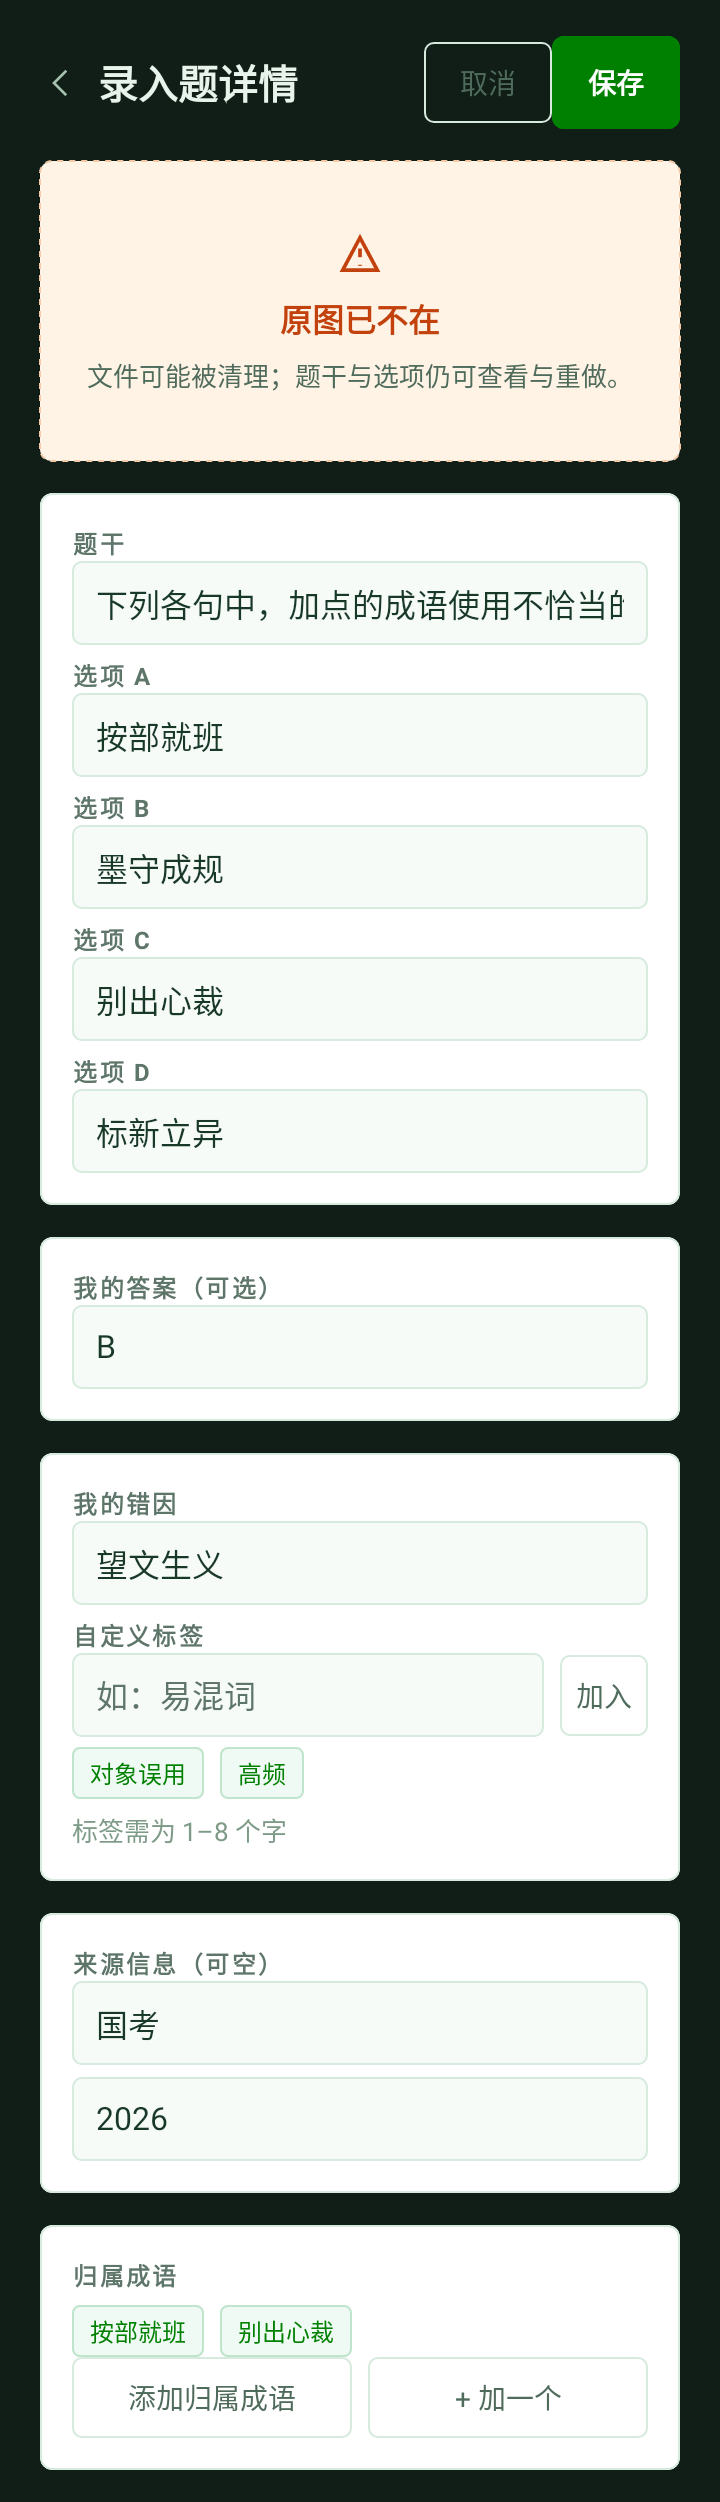 录入题详情
取消
保存
原图已不在
文件可能被清理；题干与选项仍可查看与重做。
题干
下列各句中，加点的成语使用不恰当
选项 A
按部就班
选项 B
墨守成规
选项 C
别出心裁
选项 D
标新立异
我的答案（可选）
B
我的错因
望文生义
自定义标签
如：易混词
加入
对象误用
高频
标签需为 1–8 个字
来源信息（可空）
国考
2026
归属成语
按部就班
别出心裁
添加归属成语
+ 加一个